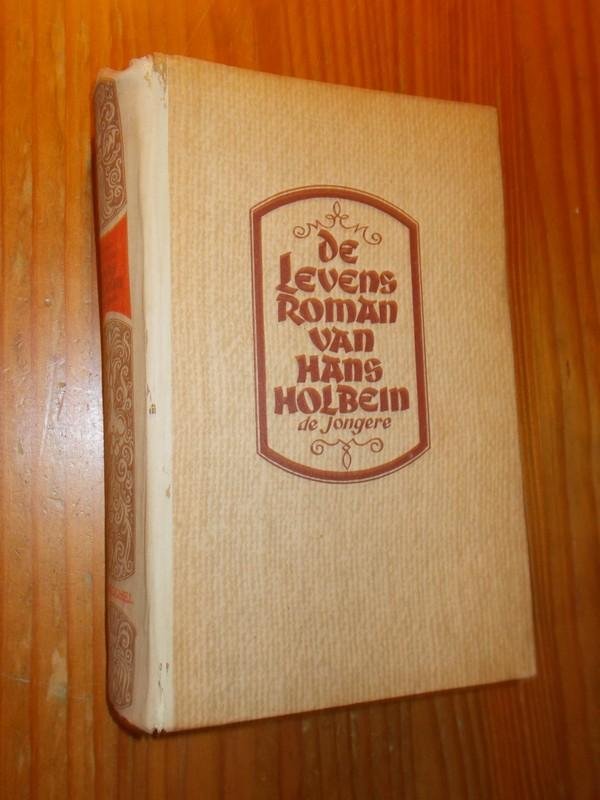 De
Levens
Roman
van
Hans
Holbein
de Jongere